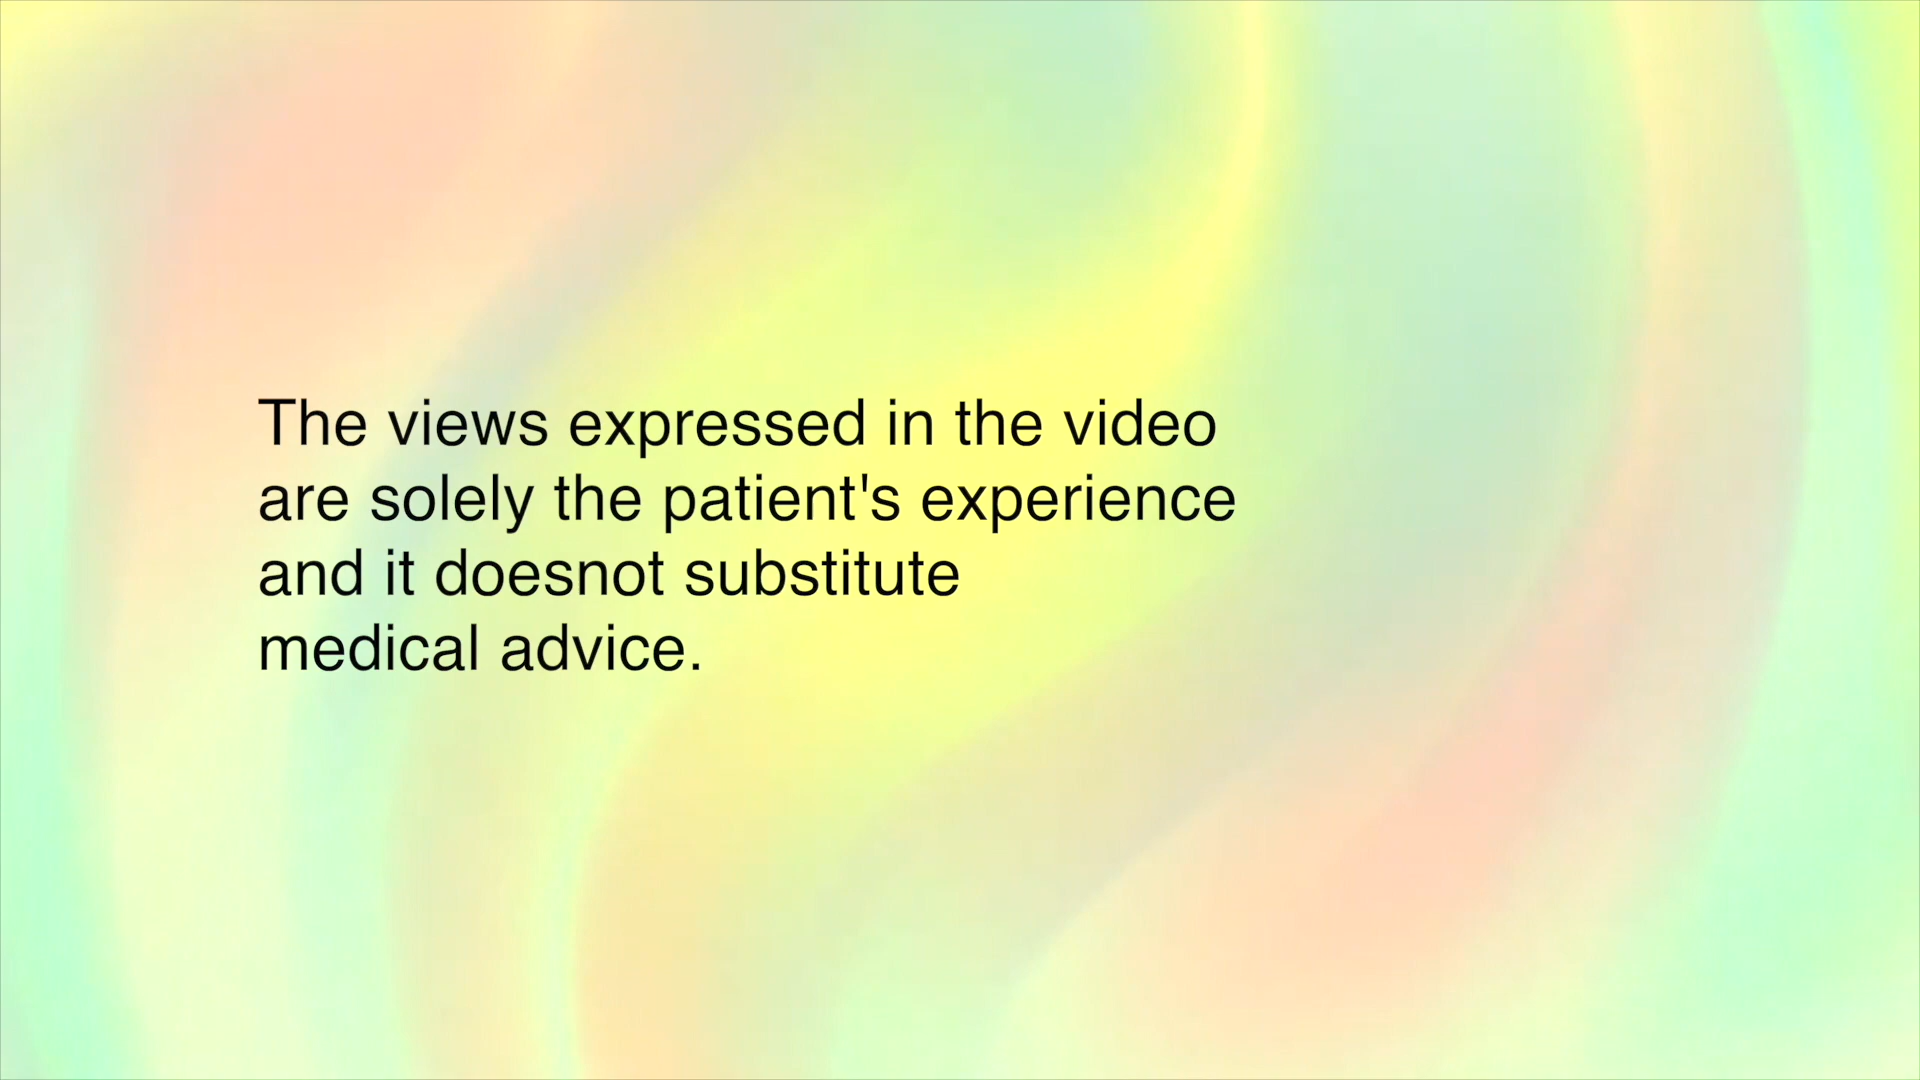 The views expressed in the video
are solely the patient's experience
and it doesnot substitute
medical advice.